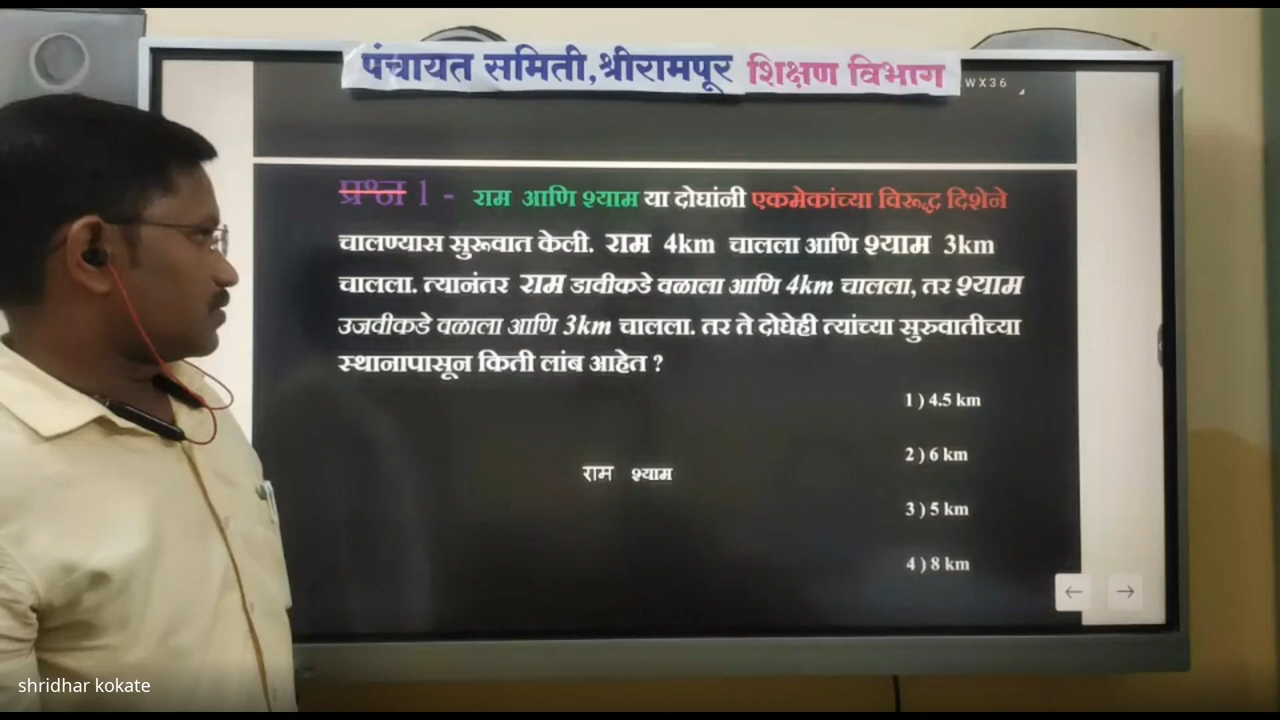 पंचायत समिती,श्रीरामपूर शिक्षण विभाग
WX36
प्रश्न 1 - राम आणि श्याम या दोघांनी एकमेकांच्या विरूद्ध दिशेने
चालण्यास सुरूवात केली. राम 4km चालला आणि श्याम 3km
चालला. त्यानंतर राम डावीकडे वळाला आणि 4km चालला, तर श्याम
उजवीकडे वळाला आणि 3km चालला. तर ते दोघेही त्यांच्या सुरुवातीच्या
स्थानापासून किती लांब आहेत ?
1 ) 4.5 km
2 ) 6 km
राम श्याम
3 ) 5 km
4 ) 8 km
shridhar kokate